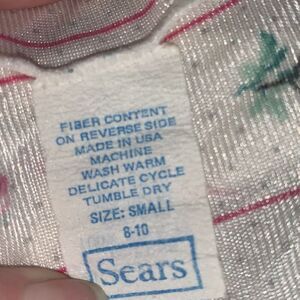 FIBER CONTENT
ON REVERSE SIDE
MADE IN USA
MACHINE
WASH WARM
DELICATE CYCLE
TUMBLE DRY
SIZE: SMALL
8-10
Sears